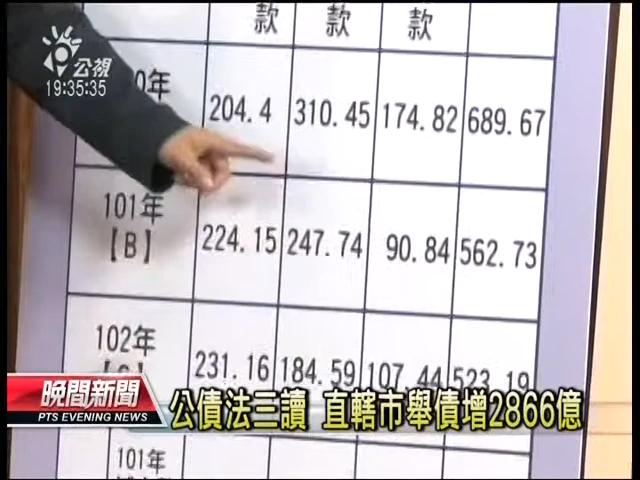 款 款 款
公視
19:35:35
0年 204.4 310.45 174.82 689.67
101年 224.15 247.74 90.84 562.73
【B】
102年 231.16 184.59 107.44 523.19
晚間新聞
PTS EVENING NEWS
公債法三讀 直轄市舉債增2866億
101年